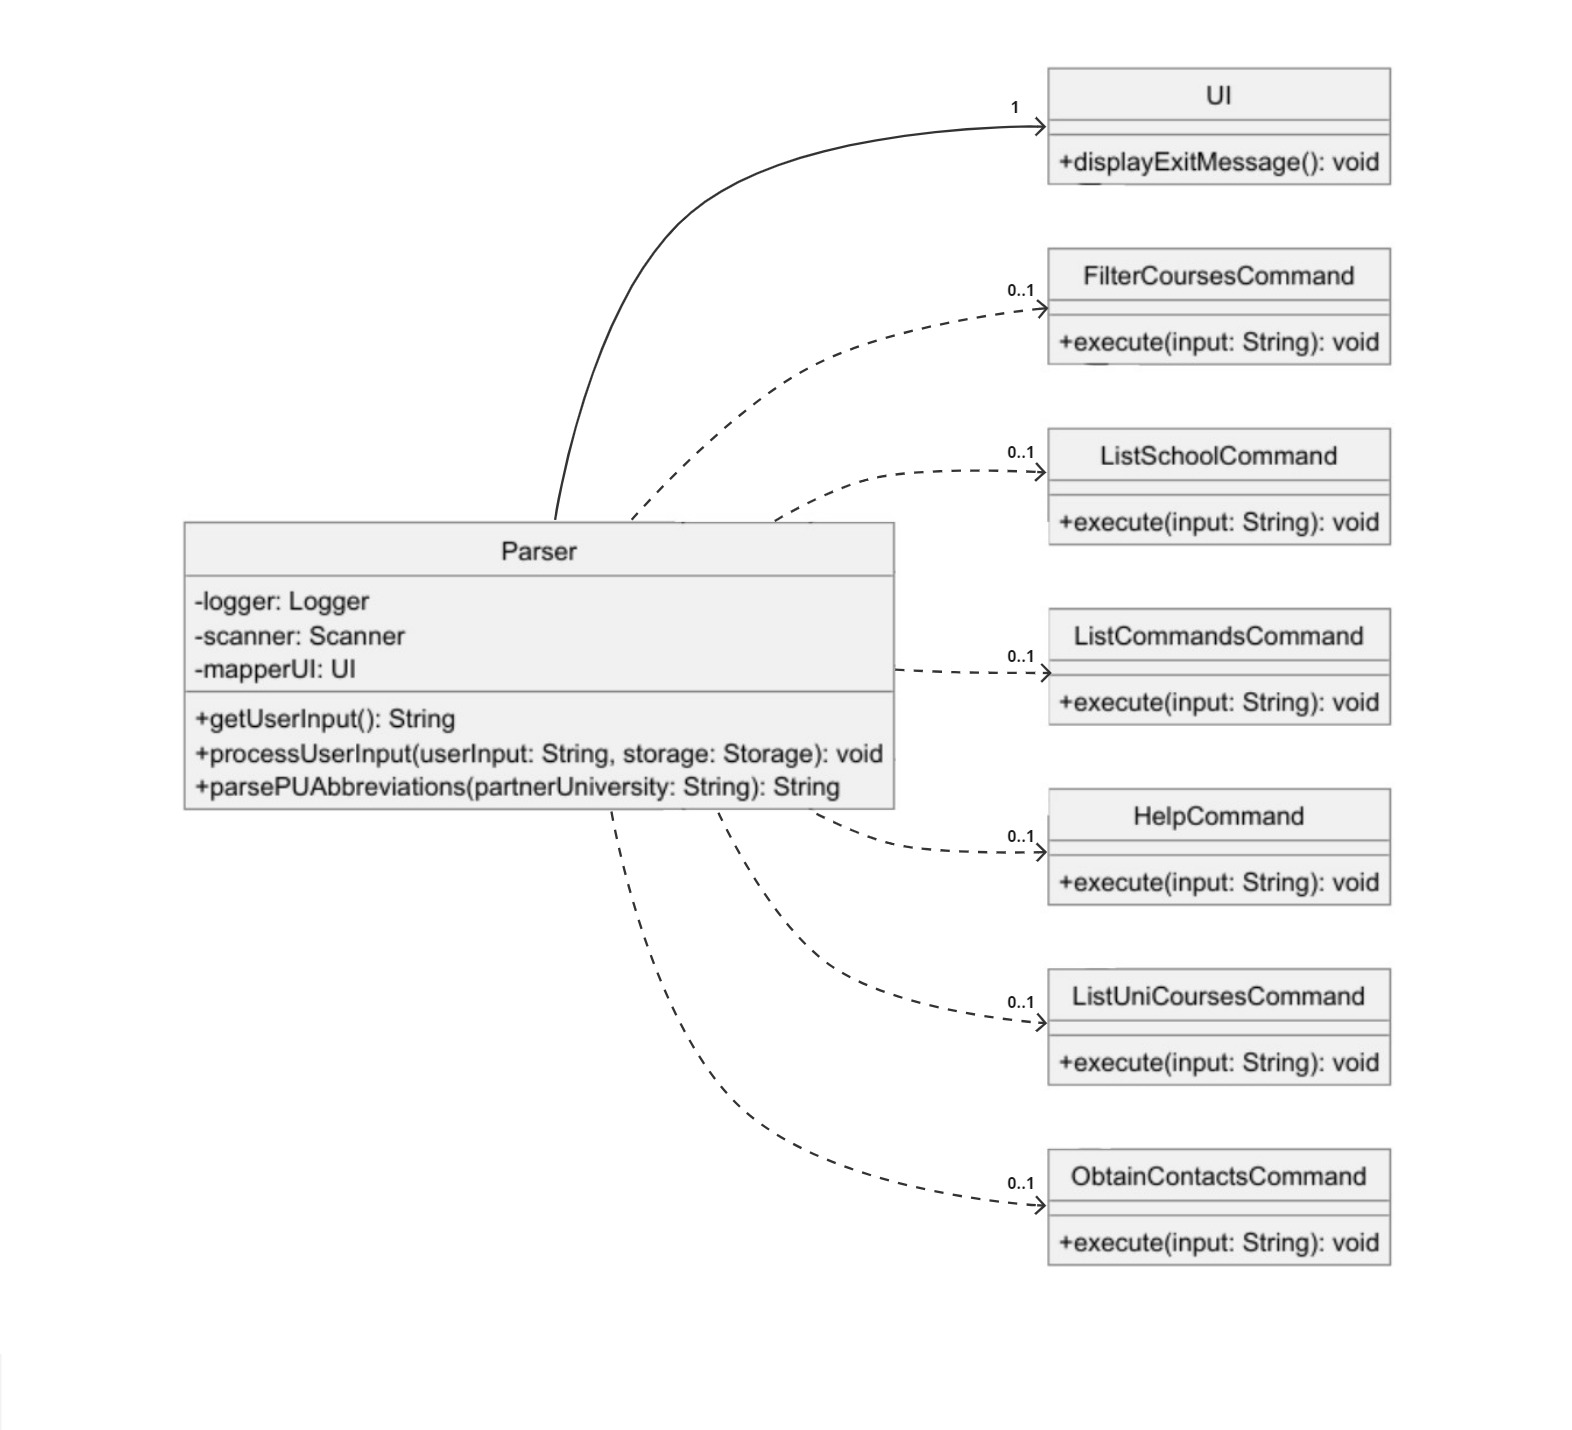 1
UI
+displayExitMessage(): void
0..1
FilterCoursesCommand
+execute(input: String): void
0..1
ListSchoolCommand
+execute(input: String): void
Parser
-logger: Logger
-scanner: Scanner
-mapperUI: UI
+getUserInput(): String
+processUserInput(userInput: String, storage: Storage): void
+parsePUAbbreviations(partnerUniversity: String): String
0..1
ListCommandsCommand
+execute(input: String): void
0..1
HelpCommand
+execute(input: String): void
0..1
ListUniCoursesCommand
+execute(input: String): void
0..1
ObtainContactsCommand
+execute(input: String): void